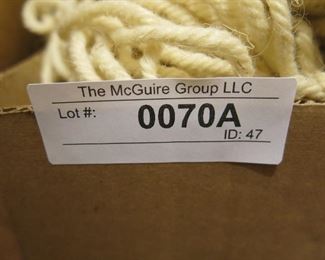 The McGuire Group LLC
Lot #: 0070A
ID: 47